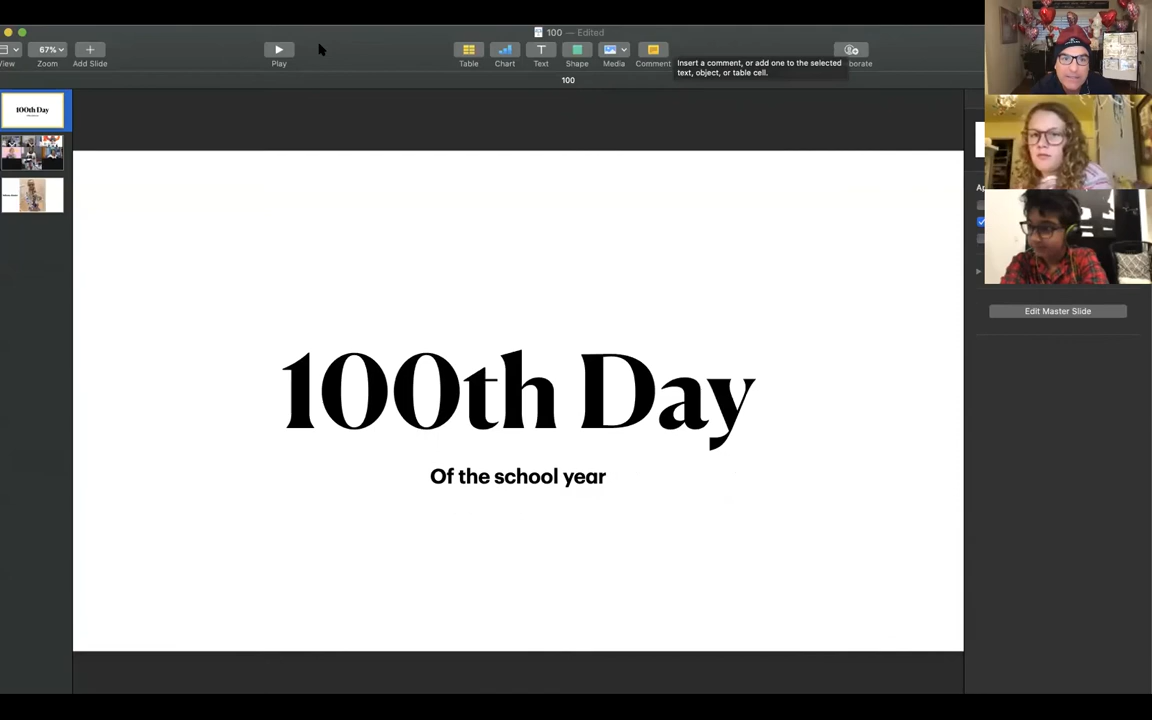 100 — Edited
67%
View
Zoom
Add Slide
Play
Table
Chart
Text
Shape
Media
Comment
Insert a comment, or add one to the selected
text, object, or table cell.
100
100th Day
100th Day
Of the school year
Edit Master Slide